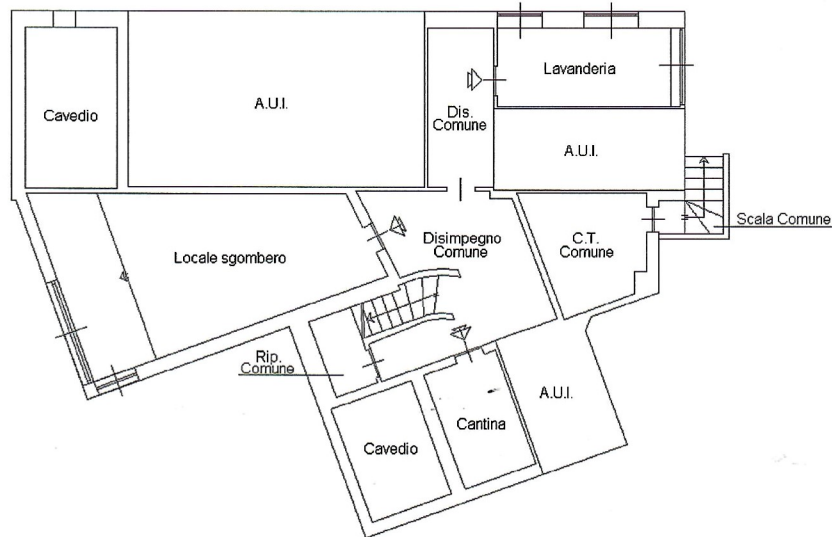 Lavanderia
Cavedio
A.U.I.
Dis.
Comune
A.U.I.
Scala Comune
Locale sgombero
Disimpegno
Comune
C.T.
Comune
Rip.
Comune
A.U.I.
Cavedio
Cantina